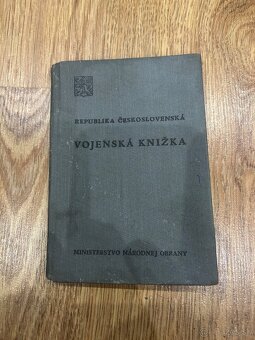 REPUBLIKA ČESKOSLOVENSKÁ
VOJENSKÁ KNIŽKA
MINISTERSTVO NÁRODNEJ OBRANY